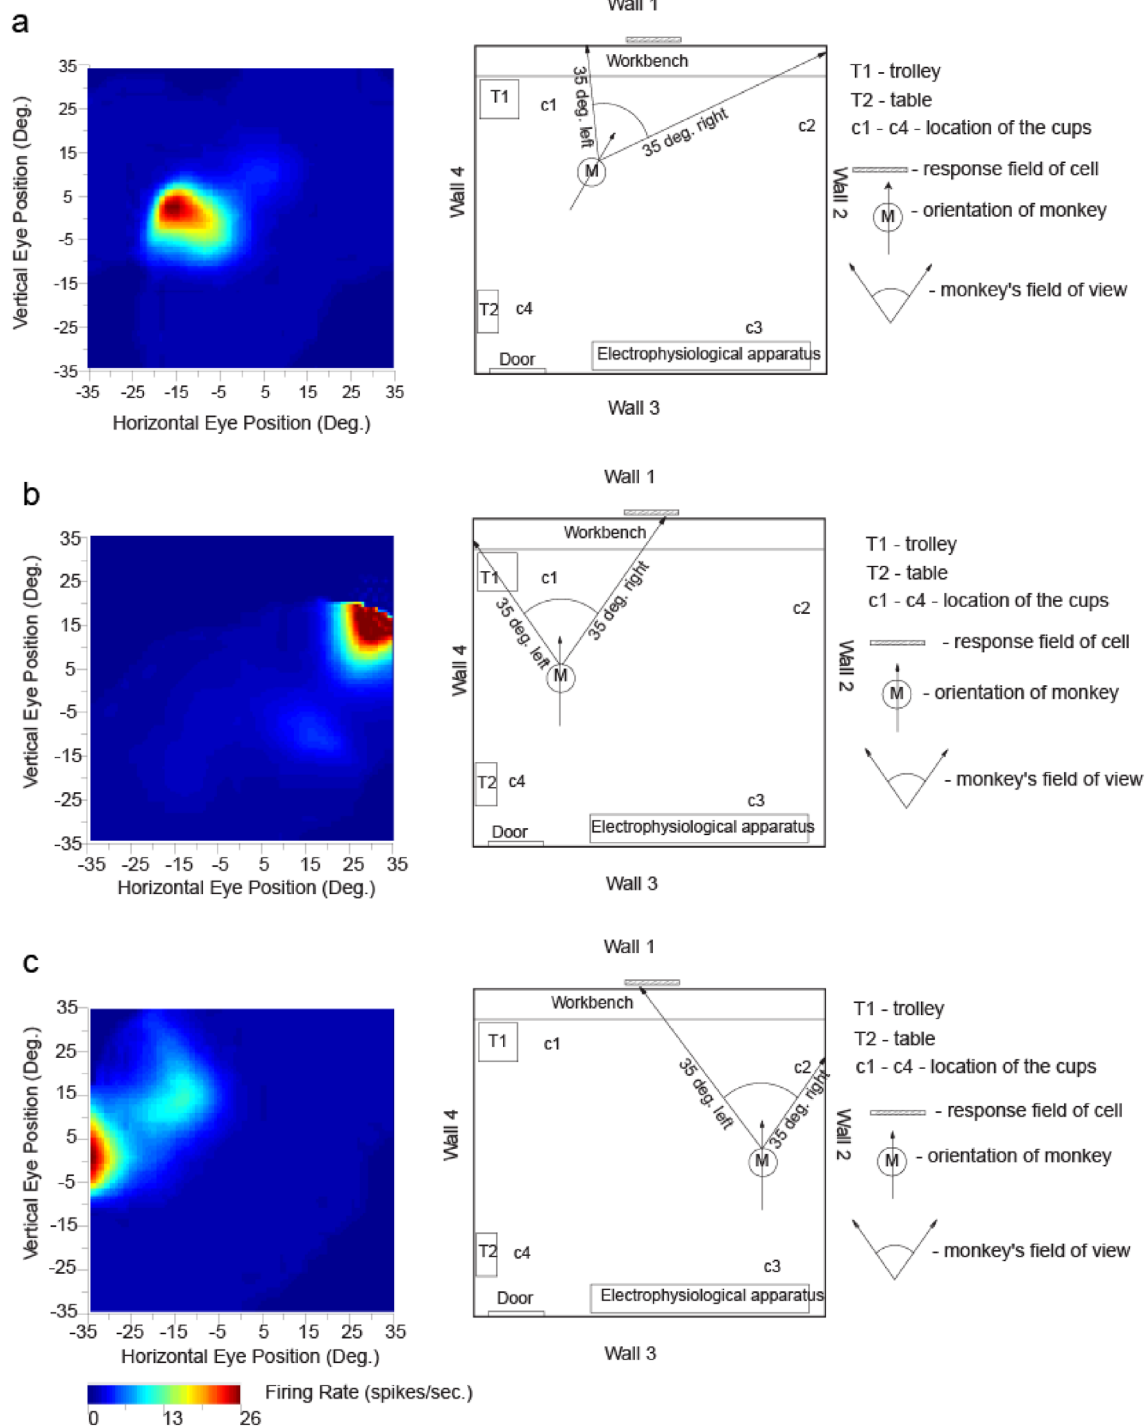 a
Wall 1
35
25
15
5
-5
-15
-25
-35
Vertical Eye Position (Deg.)
-35 -25 -15 -5 5 15 25 35
Horizontal Eye Position (Deg.)
Workbench
T1
c1
c2
35 deg. left
35 deg. right
M
Wall 4
Wall 2
T2
c4
c3
Door
Electrophysiological apparatus
Wall 3
T1 - trolley
T2 - table
c1 - c4 - location of the cups
- response field of cell
M - orientation of monkey
- monkey's field of view
b
Wall 1
35
25
15
5
-5
-15
-25
-35
Vertical Eye Position (Deg.)
-35 -25 -15 -5 5 15 25 35
Horizontal Eye Position (Deg.)
Workbench
T1
c1
c2
35 deg. left
35 deg. right
M
Wall 4
Wall 2
T2
c4
c3
Door
Electrophysiological apparatus
Wall 3
T1 - trolley
T2 - table
c1 - c4 - location of the cups
- response field of cell
M - orientation of monkey
- monkey's field of view
c
Wall 1
35
25
15
5
-5
-15
-25
-35
Vertical Eye Position (Deg.)
-35 -25 -15 -5 5 15 25 35
Horizontal Eye Position (Deg.)
Workbench
T1
c1
c2
35 deg. left
35 deg. right
M
Wall 4
Wall 2
T2
c4
c3
Door
Electrophysiological apparatus
Wall 3
T1 - trolley
T2 - table
c1 - c4 - location of the cups
- response field of cell
M - orientation of monkey
- monkey's field of view
Firing Rate (spikes/sec.)
0 13 26